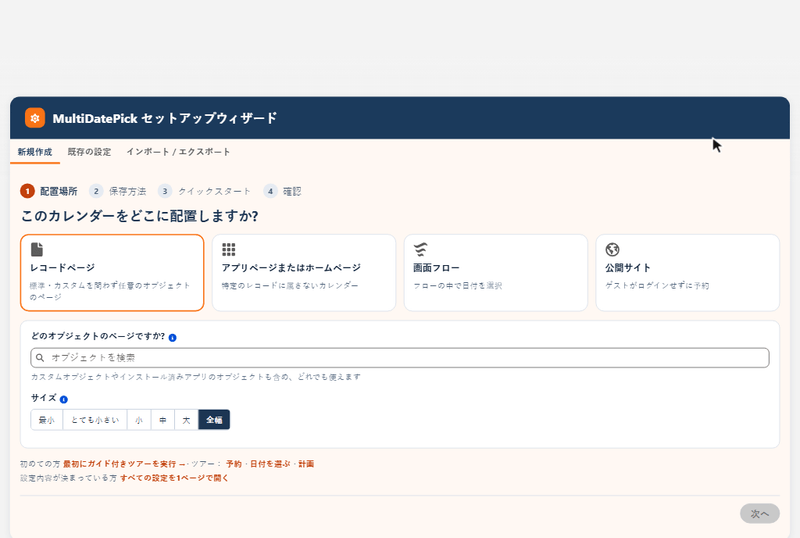 MultiDatePick セットアップウィザード
新規作成 既存の設定 インポート / エクスポート
1 配置場所 2 保存方法 3 クイックスタート 4 確認
このカレンダーをどこに配置しますか?
レコードページ
標準・カスタムを問わず任意のオブジェクト
のページ
アプリページまたはホームページ
特定のレコードに属さないカレンダー
画面フロー
フローの中で日付を選択
公開サイト
ゲストがログインせずに予約
どのオブジェクトのページですか?
オブジェクトを検索
カスタムオブジェクトやインストール済みアプリのオブジェクトも含め、どれでも使えます
サイズ
最小 とても小さい 小 中 大 全幅
初めての方 最初にガイド付きツアーを実行 — · ツアー： 予約 · 日付を選ぶ · 計画
設定内容が決まっている方 すべての設定を1ページで開く
次へ